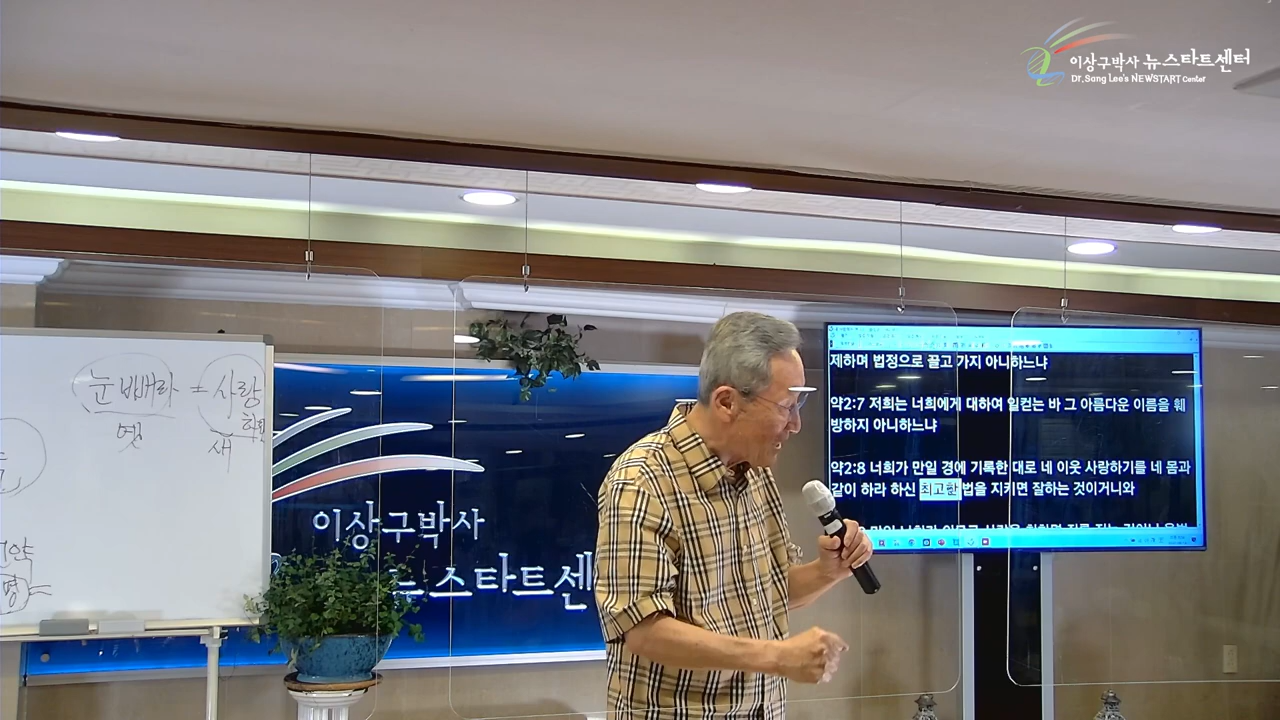 이상구박사 뉴스타트센터
Dr. Sang Lee's NEWSTART Center
눈 빼라 = 사랑
옛
새
이상구박사
뉴스타트센
제하며 법정으로 끌고 가지 아니하느냐
약2:7 저희는 너희에게 대하여 일컫는 바 그 아름다운 이름을 훼
방하지 아니하느냐
약2:8 너희가 만일 경에 기록한 대로 네 이웃 사랑하기를 네 몸과
같이 하라 하신 최고한 법을 지키면 잘하는 것이거니와